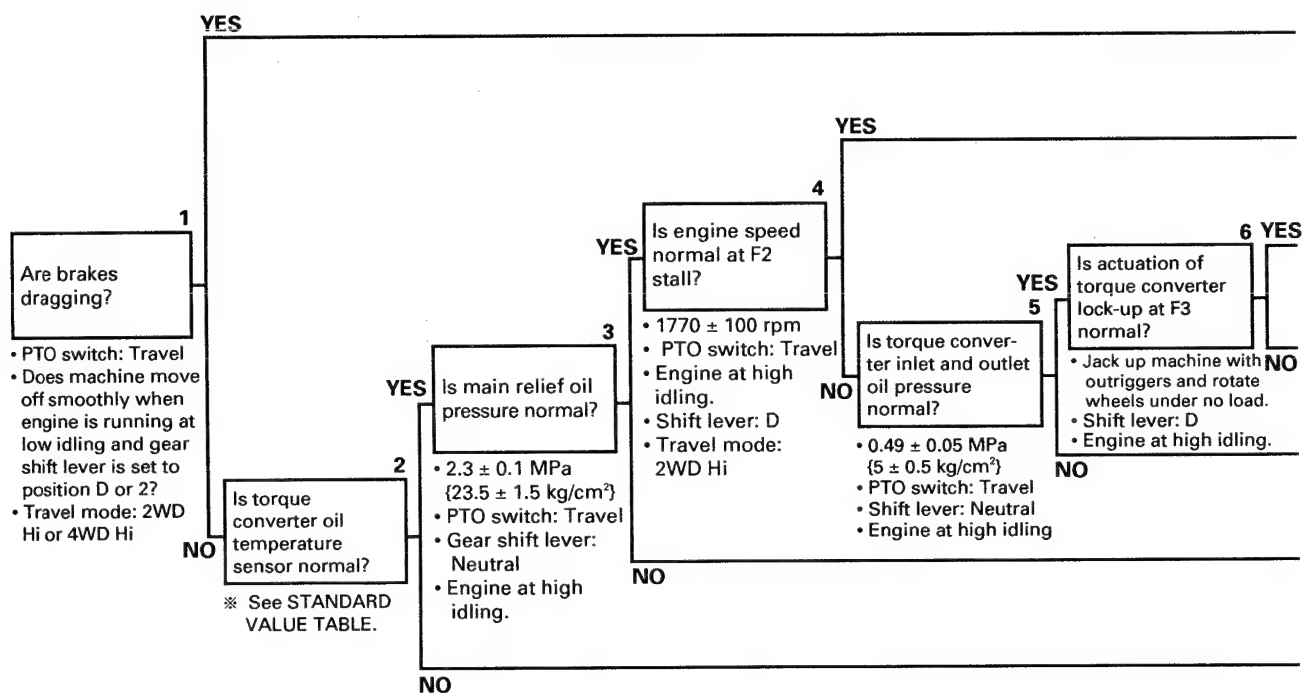 YES
1
Are brakes
dragging?
• PTO switch: Travel
• Does machine move
off smoothly when
engine is running at
low idling and gear
shift lever is set to
position D or 2?
• Travel mode: 2WD
Hi or 4WD Hi
NO
2
Is torque
converter oil
temperature
sensor normal?
※ See STANDARD
VALUE TABLE.
YES
3
Is main relief oil
pressure normal?
• 2.3 ± 0.1 MPa
{23.5 ± 1.5 kg/cm²}
• PTO switch: Travel
• Gear shift lever:
Neutral
• Engine at high
idling.
NO
YES
4
Is engine speed
normal at F2
stall?
• 1770 ± 100 rpm
• PTO switch: Travel
• Engine at high
idling.
• Shift lever: D
• Travel mode:
2WD Hi
NO
YES
NO
5
Is torque conver-
ter inlet and outlet
oil pressure
normal?
• 0.49 ± 0.05 MPa
{5 ± 0.5 kg/cm²}
• PTO switch: Travel
• Shift lever: Neutral
• Engine at high idling
YES
6
Is actuation of
torque converter
lock-up at F3
normal?
• Jack up machine with
outriggers and rotate
wheels under no load.
• Shift lever: D
• Engine at high idling.
NO
YES
NO